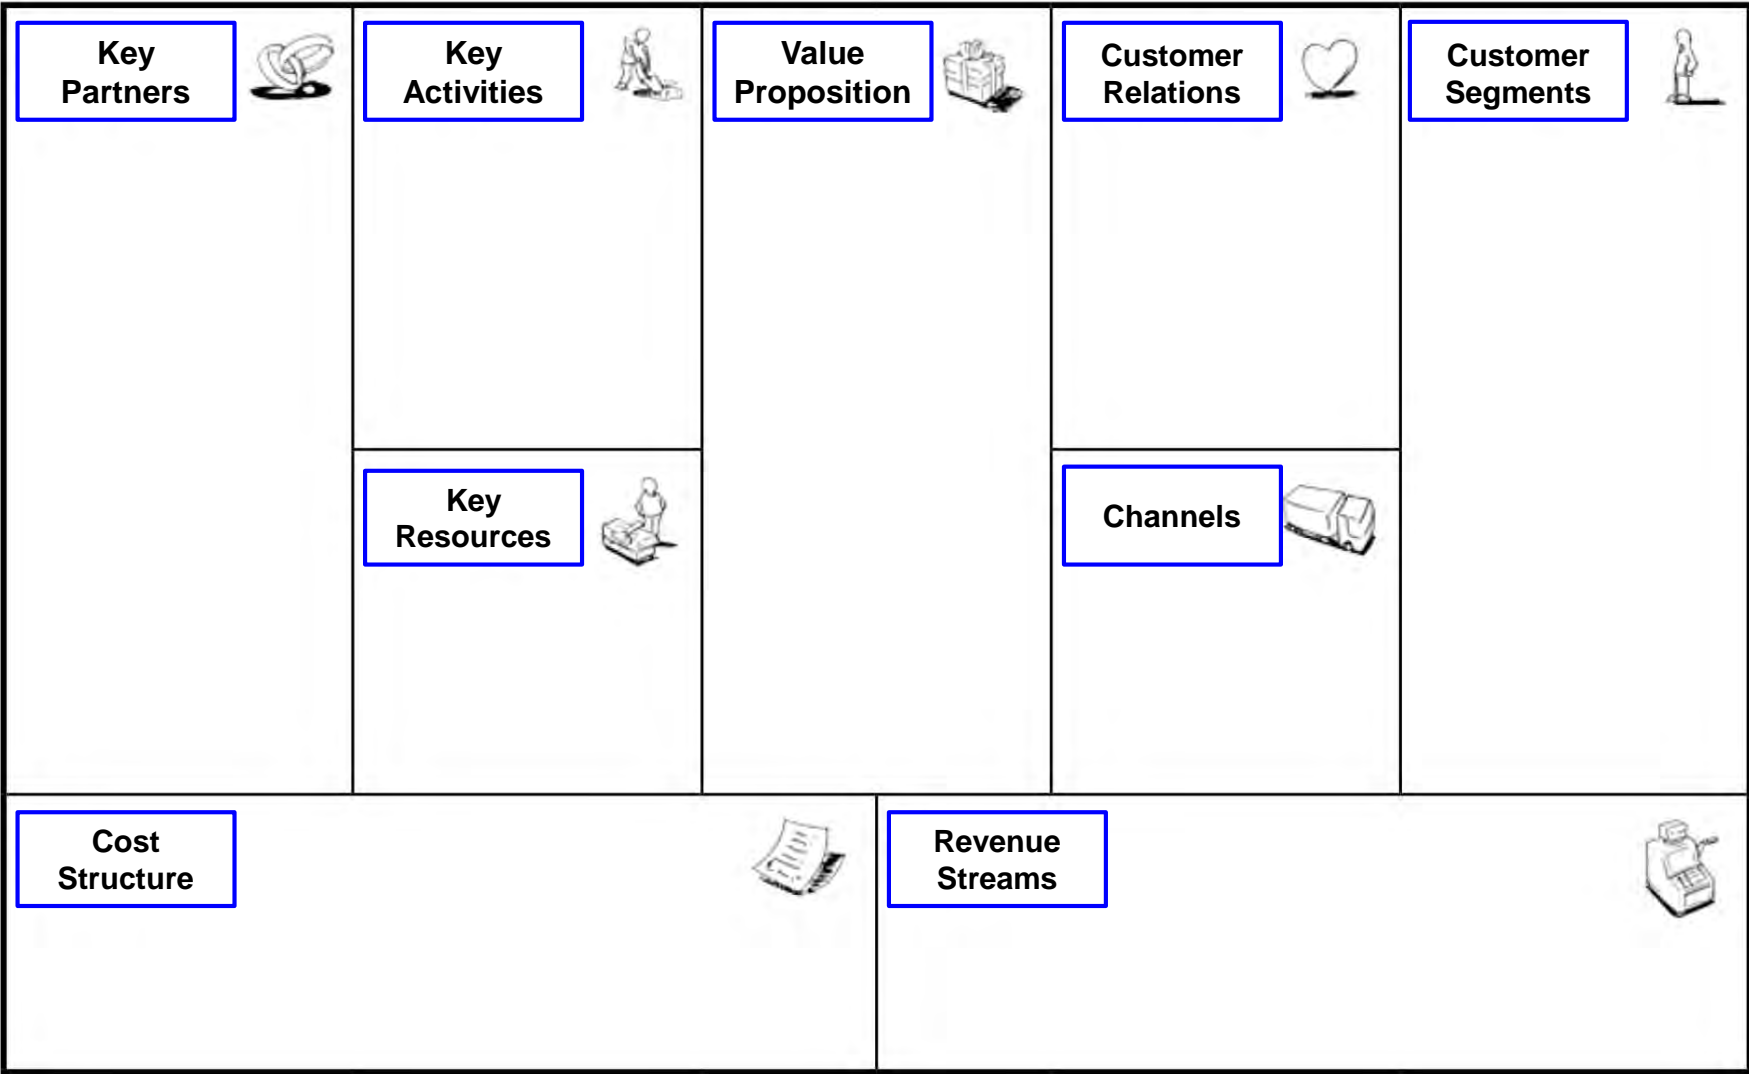 Key
Partners
Key
Activities
Value
Proposition
Customer
Relations
Customer
Segments
Key
Resources
Channels
Cost
Structure
Revenue
Streams